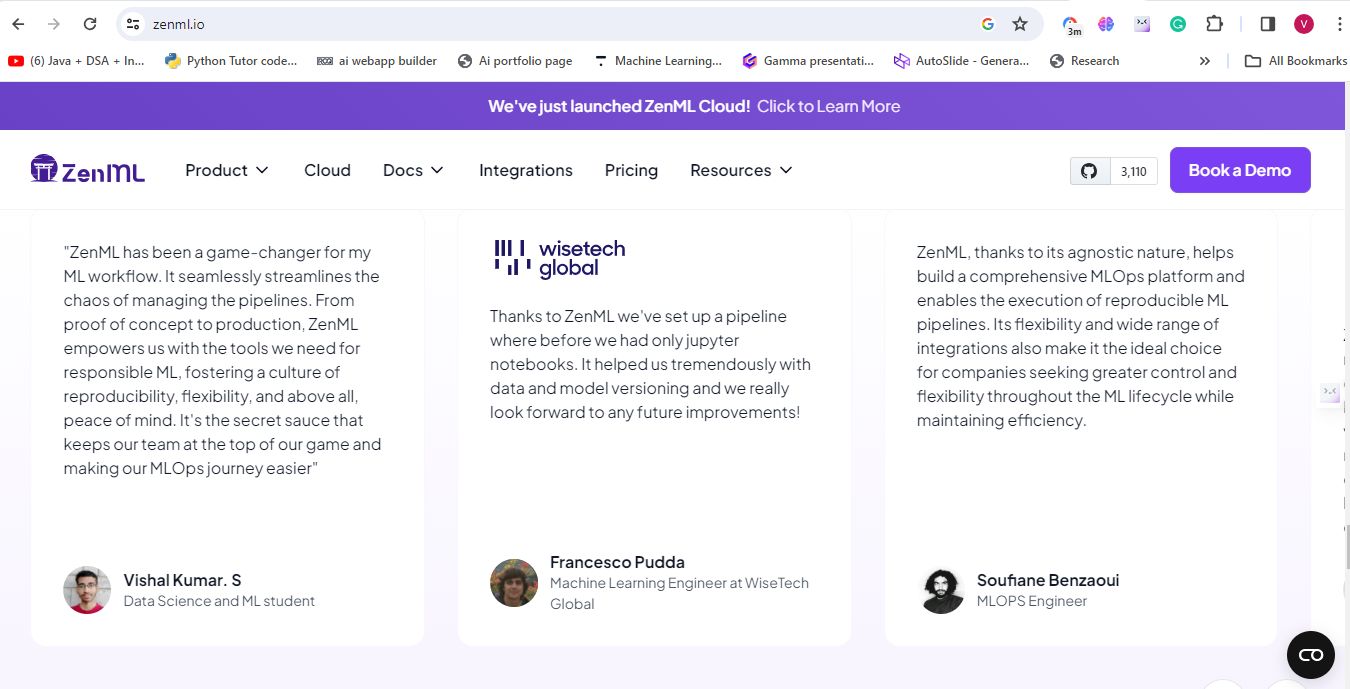 zenml.io
3m
V
(6) Java + DSA + In...
Python Tutor code...
ai webapp builder
Ai portfolio page
Machine Learning...
Gamma presentati...
AutoSlide - Genera...
Research
All Bookmarks
We've just launched ZenML Cloud! Click to Learn More
ZenML
Product
Cloud
Docs
Integrations
Pricing
Resources
3,110
Book a Demo
"ZenML has been a game-changer for my
ML workflow. It seamlessly streamlines the
chaos of managing the pipelines. From
proof of concept to production, ZenML
empowers us with the tools we need for
responsible ML, fostering a culture of
reproducibility, flexibility, and above all,
peace of mind. It's the secret sauce that
keeps our team at the top of our game and
making our MLOps journey easier"
Vishal Kumar. S
Data Science and ML student
wisetech
global
Thanks to ZenML we've set up a pipeline
where before we had only jupyter
notebooks. It helped us tremendously with
data and model versioning and we really
look forward to any future improvements!
Francesco Pudda
Machine Learning Engineer at WiseTech
Global
ZenML, thanks to its agnostic nature, helps
build a comprehensive MLOps platform and
enables the execution of reproducible ML
pipelines. Its flexibility and wide range of
integrations also make it the ideal choice
for companies seeking greater control and
flexibility throughout the ML lifecycle while
maintaining efficiency.
Soufiane Benzaoui
MLOPS Engineer